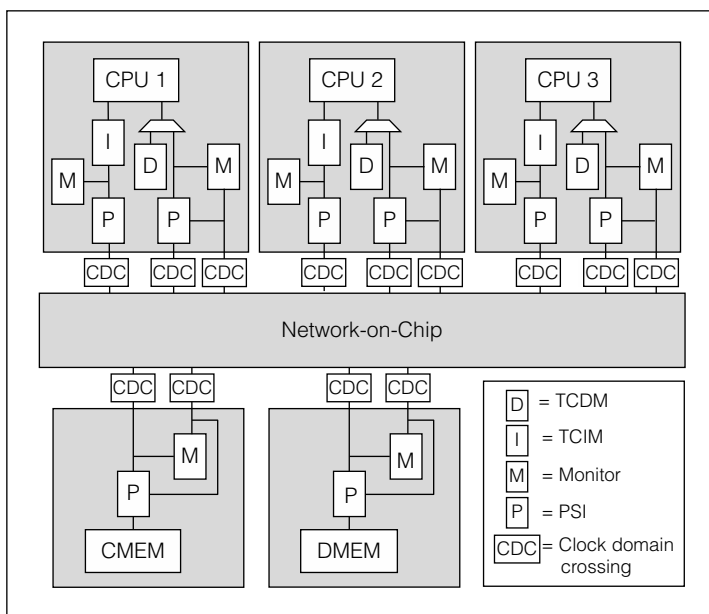 CPU 1
CPU 2
CPU 3
I
I
I
D
D
D
M
M
M
M
M
M
P
P
P
P
P
P
CDC
CDC
CDC
CDC
CDC
CDC
CDC
CDC
CDC
Network-on-Chip
CDC
CDC
CDC
CDC
M
M
P
P
CMEM
DMEM
D = TCDM
I = TCIM
M = Monitor
P = PSI
CDC = Clock domain
crossing